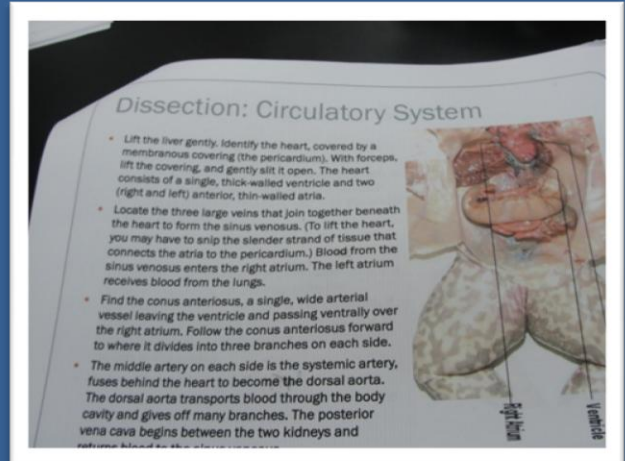 Dissection: Circulatory System
• Lift the liver gently. Identify the heart, covered by a
membranous covering (the pericardium). With forceps,
lift the covering, and gently slit it open. The heart
consists of a single, thick-walled ventricle and two
(right and left) anterior, thin-walled atria.
• Locate the three large veins that join together beneath
the heart to form the sinus venosus. (To lift the heart,
you may have to snip the slender strand of tissue that
connects the atria to the pericardium.) Blood from the
sinus venosus enters the right atrium. The left atrium
receives blood from the lungs.
• Find the conus anteriosus, a single, wide arterial
vessel leaving the ventricle and passing ventrally over
the right atrium. Follow the conus anteriosus forward
to where it divides into three branches on each side.
• The middle artery on each side is the systemic artery,
fuses behind the heart to become the dorsal aorta.
The dorsal aorta transports blood through the body
cavity and gives off many branches. The posterior
vena cava begins between the two kidneys and
returns blood to the sinus venosus
Right Atrium
Ventricle